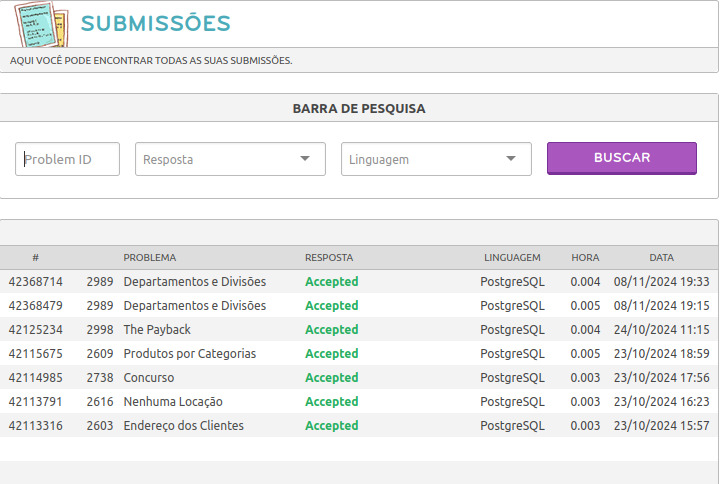 SUBMISSÕES
AQUI VOCÊ PODE ENCONTRAR TODAS AS SUAS SUBMISSÕES.
BARRA DE PESQUISA
Problem ID Resposta Linguagem BUSCAR
# PROBLEMA RESPOSTA LINGUAGEM HORA DATA
42368714 2989 Departamentos e Divisões Accepted PostgreSQL 0.004 08/11/2024 19:33
42368479 2989 Departamentos e Divisões Accepted PostgreSQL 0.005 08/11/2024 19:15
42125234 2998 The Payback Accepted PostgreSQL 0.004 24/10/2024 11:15
42115675 2609 Produtos por Categorias Accepted PostgreSQL 0.005 23/10/2024 18:59
42114985 2738 Concurso Accepted PostgreSQL 0.003 23/10/2024 17:56
42113791 2616 Nenhuma Locação Accepted PostgreSQL 0.003 23/10/2024 16:23
42113316 2603 Endereço dos Clientes Accepted PostgreSQL 0.003 23/10/2024 15:57